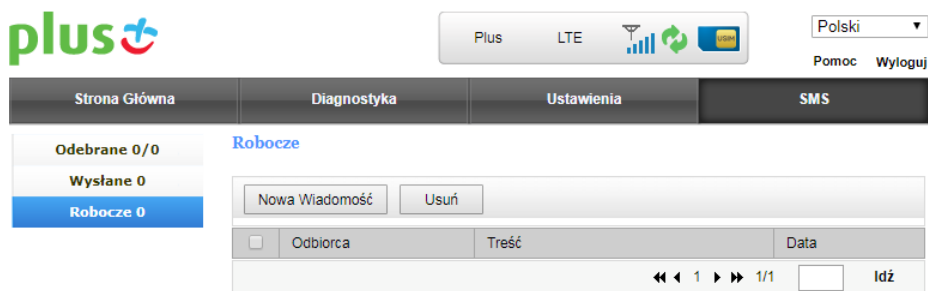 plus
Plus LTE USIM
Polski
Pomoc Wyloguj
Strona Główna Diagnostyka Ustawienia SMS
Odebrane 0/0
Wysłane 0
Robocze 0
Robocze
Nowa Wiadomość Usuń
Odbiorca Treść Data
1 1/1 Idź